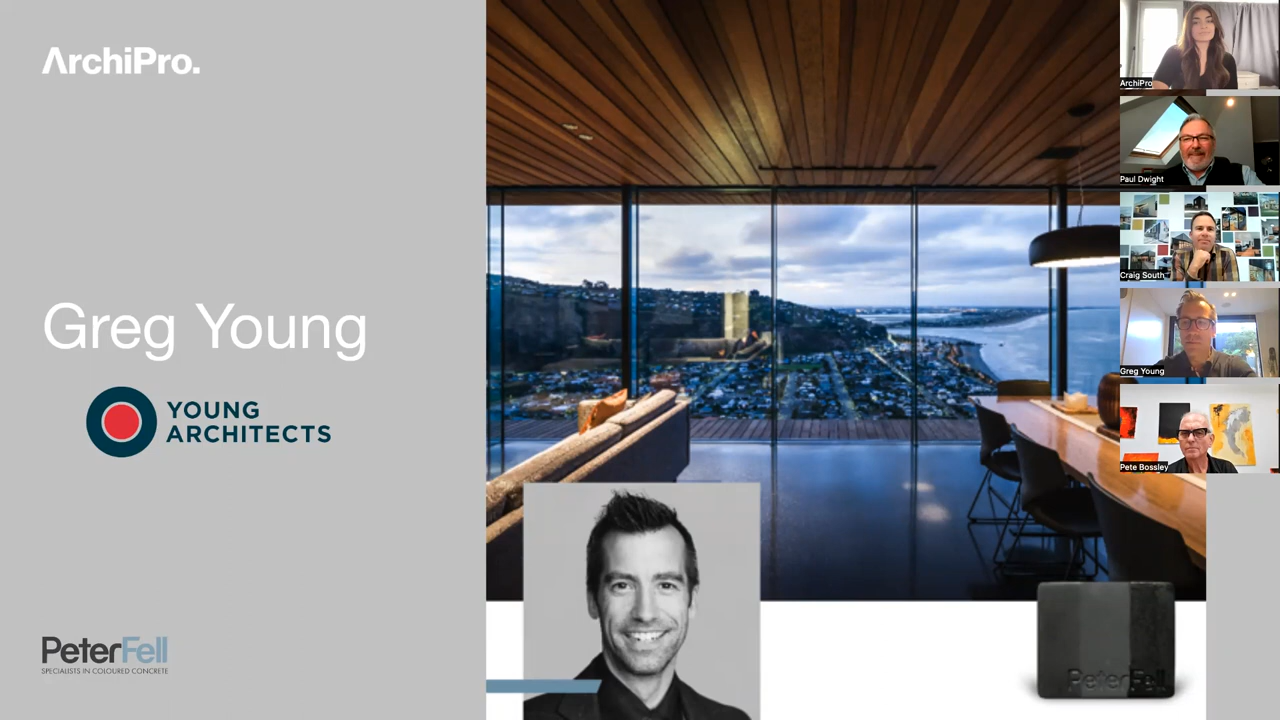 ArchiPro.
Greg Young
YOUNG
ARCHITECTS
PeterFell
SPECIALISTS IN COLOURED CONCRETE
PeterFell
ArchiPro
Paul Dwight
Craig South
Greg Young
Pete Bossley